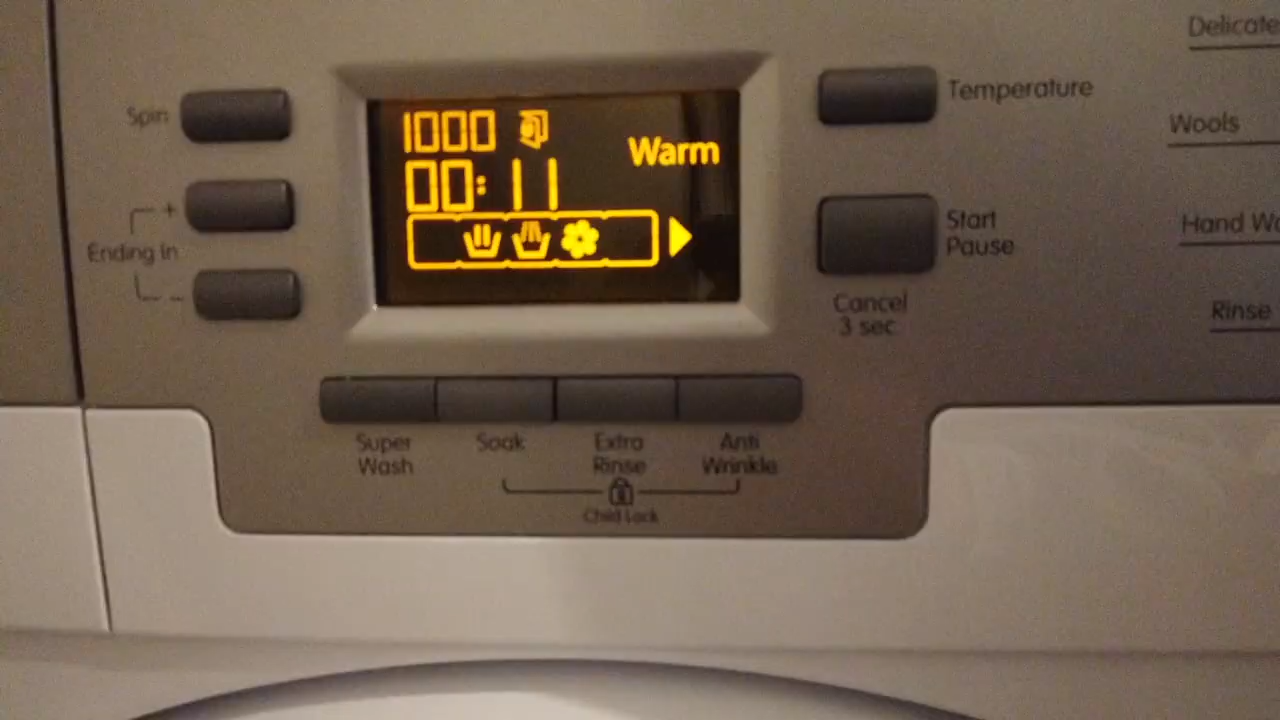 Spin
+
Ending In
-
1000
Warm
00:11
Temperature
Start
Pause
Cancel
3 sec
Super
Wash
Soak
Extra
Rinse
Anti
Wrinkle
Child Lock
Wools
Rinse